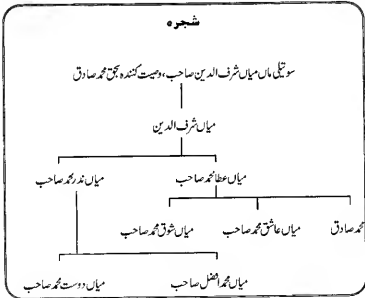 شجره
سوتیلی ماں میاں شرف الدین صاحب، وصیت کنندہ بحق محمد صادق
میاں شرف الدین
میاں عطا محمد صاحب میاں نذر محمد صاحب
محمد صادق میاں عاشق محمد صاحب میاں شوق محمد صاحب
میاں محمد افضل صاحب میاں دوست محمد صاحب